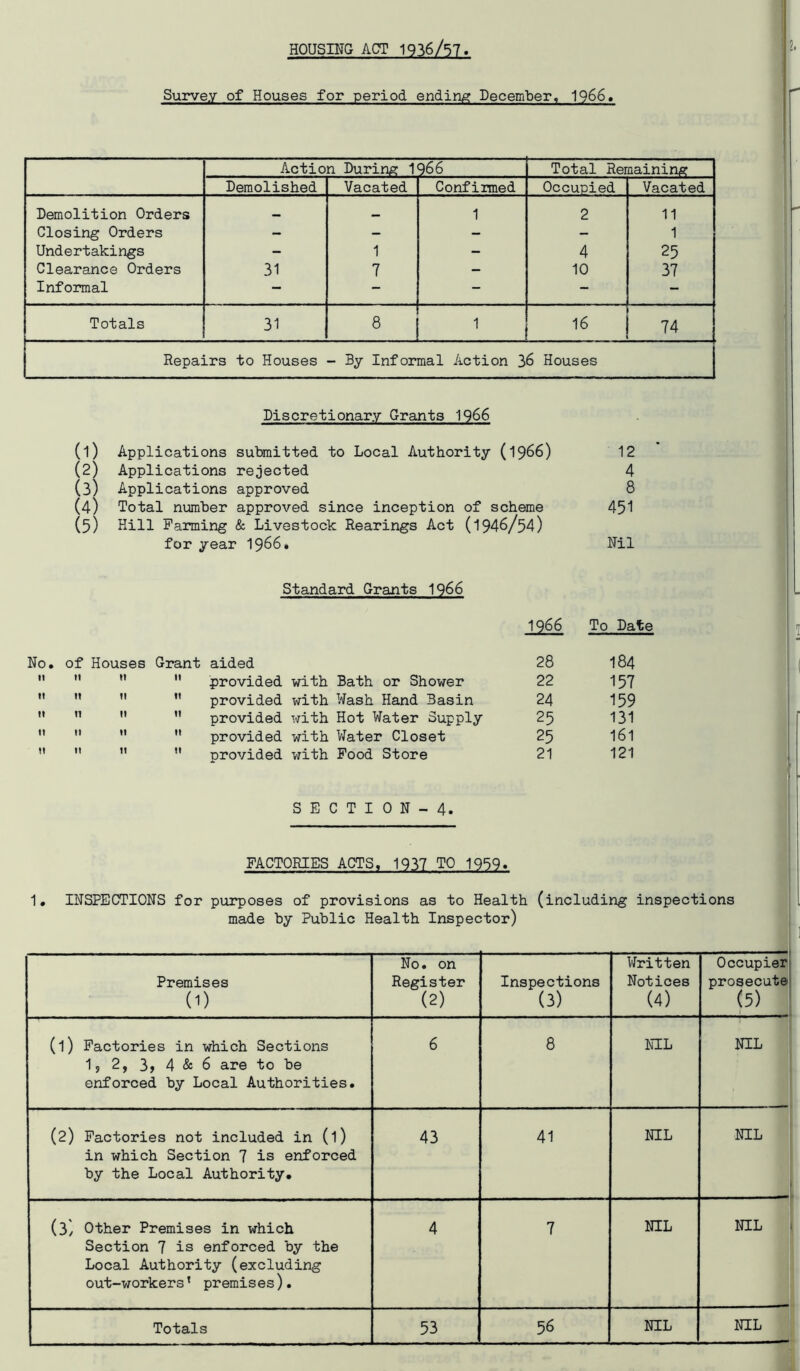 HOUSING ACT 1936/57.
Survey of Houses for period ending December, 1966.
Action During 1966 Total Remaining
Demolished Vacated Confirmed Occupied Vacated
Demolition Orders - - 1 2 11
Closing Orders - - - - 1
Undertakings - 1 - 4 25
Clearance Orders 31 7 - 10 37
Informal - - - - -
Totals 31 8 1 16 74
Repairs to Houses - By Informal Action 36 Houses
Discretionary Grants 1966
(1) Applications submitted to Local Authority (1966) 12
(2) Applications rejected 4
(3) Applications approved 8
(4) Total number approved since inception of scheme 451
(5) Hill Farming & Livestock Rearings Act (1946/54)
for year 1966. Nil
Standard Grants 1966
1966 To Date
No. of Houses Grant aided 28 184
" " " " provided with Bath or Shower 22 157
" " " " provided with Wash Hand Basin 24 159
" " " " provided with Hot Water Supply 25 131
" " " " provided with Water Closet 25 161
" " " " provided with Food Store 21 121
SECTION - 4.
FACTORIES ACTS, 1937 TO 1959.
1. INSPECTIONS for purposes of provisions as to Health (including inspections
made by Public Health Inspector)
Premises (1) No. on Register (2) Inspections (3) Written Notices (4) Occupier prosecute (5)
(1) Factories in which Sections 6 8 NIL NIL
1, 2, 3, 4 & 6 are to be
enforced by Local Authorities.
(2) Factories not included in (1) 43 41 NIL NIL
in which Section 7 is enforced
by the Local Authority.
(3) Other Premises in which 4 7 NIL NIL
Section 7 is enforced by the
Local Authority (excluding
out-workers' premises).
Totals 53 56 NIL NIL